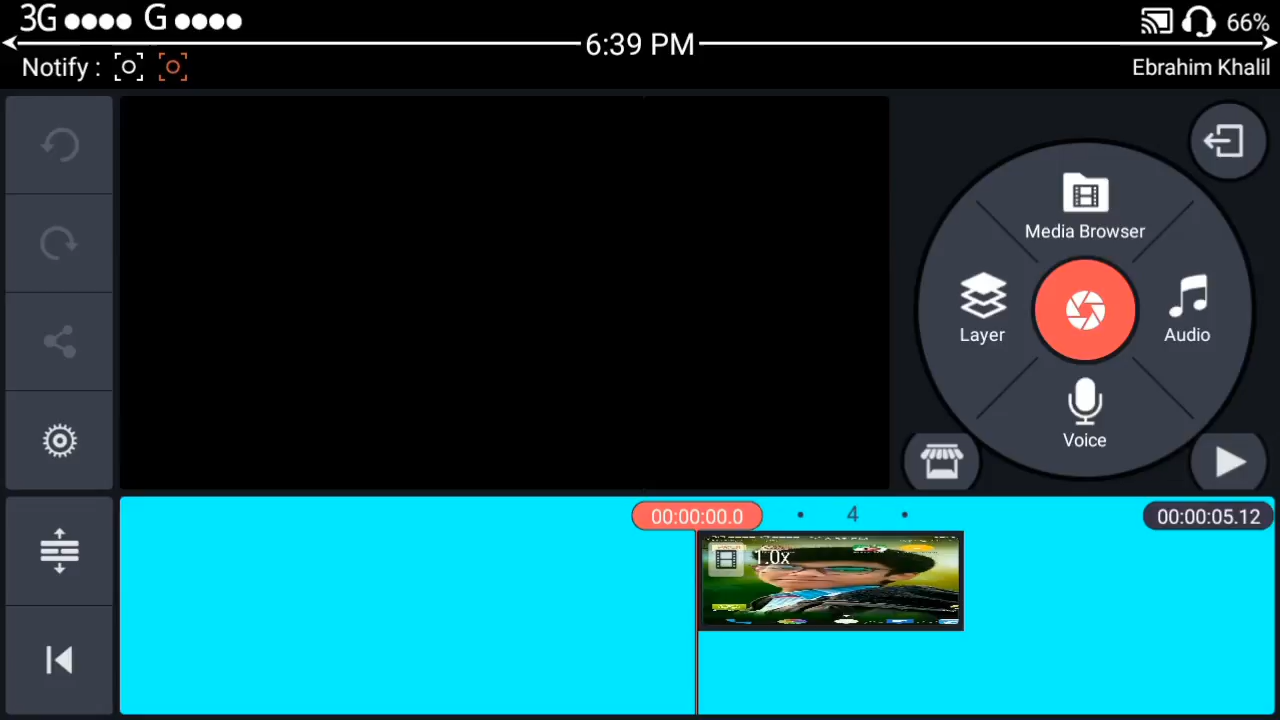 3G G 66%
6:39 PM
Notify : Ebrahim Khalil
Media Browser
Layer
Audio
Voice
00:00:00.0 4 00:00:05.12
1.0x